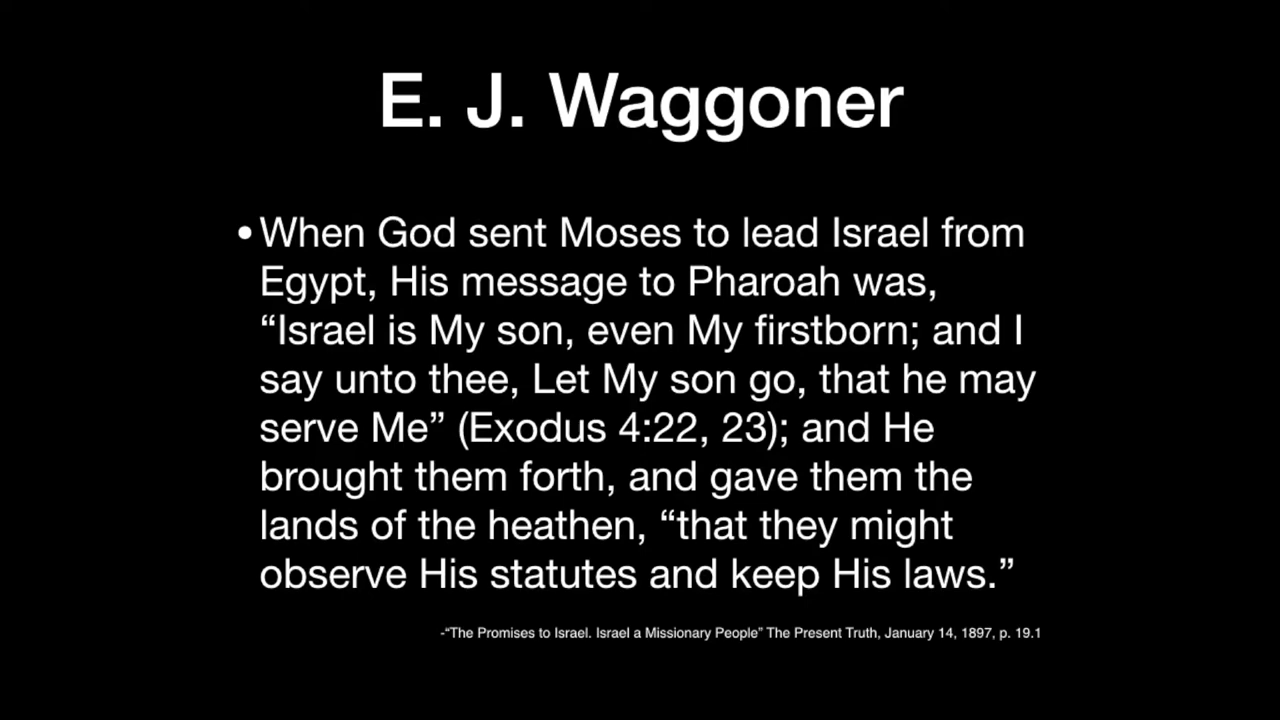 E. J. Waggoner
•When God sent Moses to lead Israel from
Egypt, His message to Pharoah was,
“Israel is My son, even My firstborn; and I
say unto thee, Let My son go, that he may
serve Me” (Exodus 4:22, 23); and He
brought them forth, and gave them the
lands of the heathen, “that they might
observe His statutes and keep His laws.”
-“The Promises to Israel. Israel a Missionary People” The Present Truth, January 14, 1897, p. 19.1